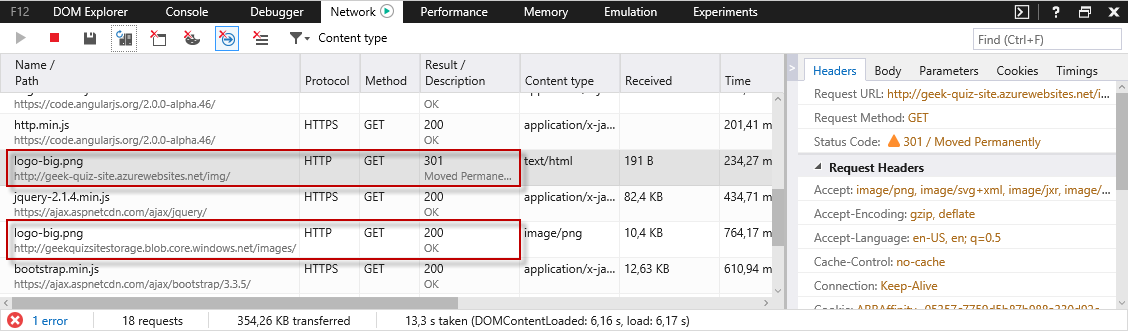 F12 DOM Explorer Console Debugger Network Performance Memory Emulation Experiments ?
Content type Find (Ctrl+F)
Name / Path Protocol Method Result / Description Content type Received Time
https://code.angularjs.org/2.0.0-alpha.46/ OK
http.min.js HTTPS GET 200 application/x-ja... 201,41 m
https://code.angularjs.org/2.0.0-alpha.46/ OK
logo-big.png HTTP GET 301 text/html 191 B 234,27 m
http://geek-quiz-site.azurewebsites.net/img/ Moved Permane...
jquery-2.1.4.min.js HTTPS GET 200 application/x-ja... 82,4 KB 434,71 m
https://ajax.aspnetcdn.com/ajax/jquery/ OK
logo-big.png HTTP GET 200 image/png 10,4 KB 764,17 m
http://geekquizsitestorage.blob.core.windows.net/images/ OK
bootstrap.min.js HTTPS GET 200 application/x-ja... 12,63 KB 610,94 m
https://ajax.aspnetcdn.com/ajax/bootstrap/3.3.5/ OK
Headers Body Parameters Cookies Timings
Request URL: http://geek-quiz-site.azurewebsites.net/i...
Request Method: GET
Status Code: 301 / Moved Permanently
Request Headers
Accept: image/png, image/svg+xml, image/jxr, image/...
Accept-Encoding: gzip, deflate
Accept-Language: en-US, en; q=0.5
Cache-Control: no-cache
Connection: Keep-Alive
1 error 18 requests 354,26 KB transferred 13,3 s taken (DOMContentLoaded: 6,16 s, load: 6,17 s)